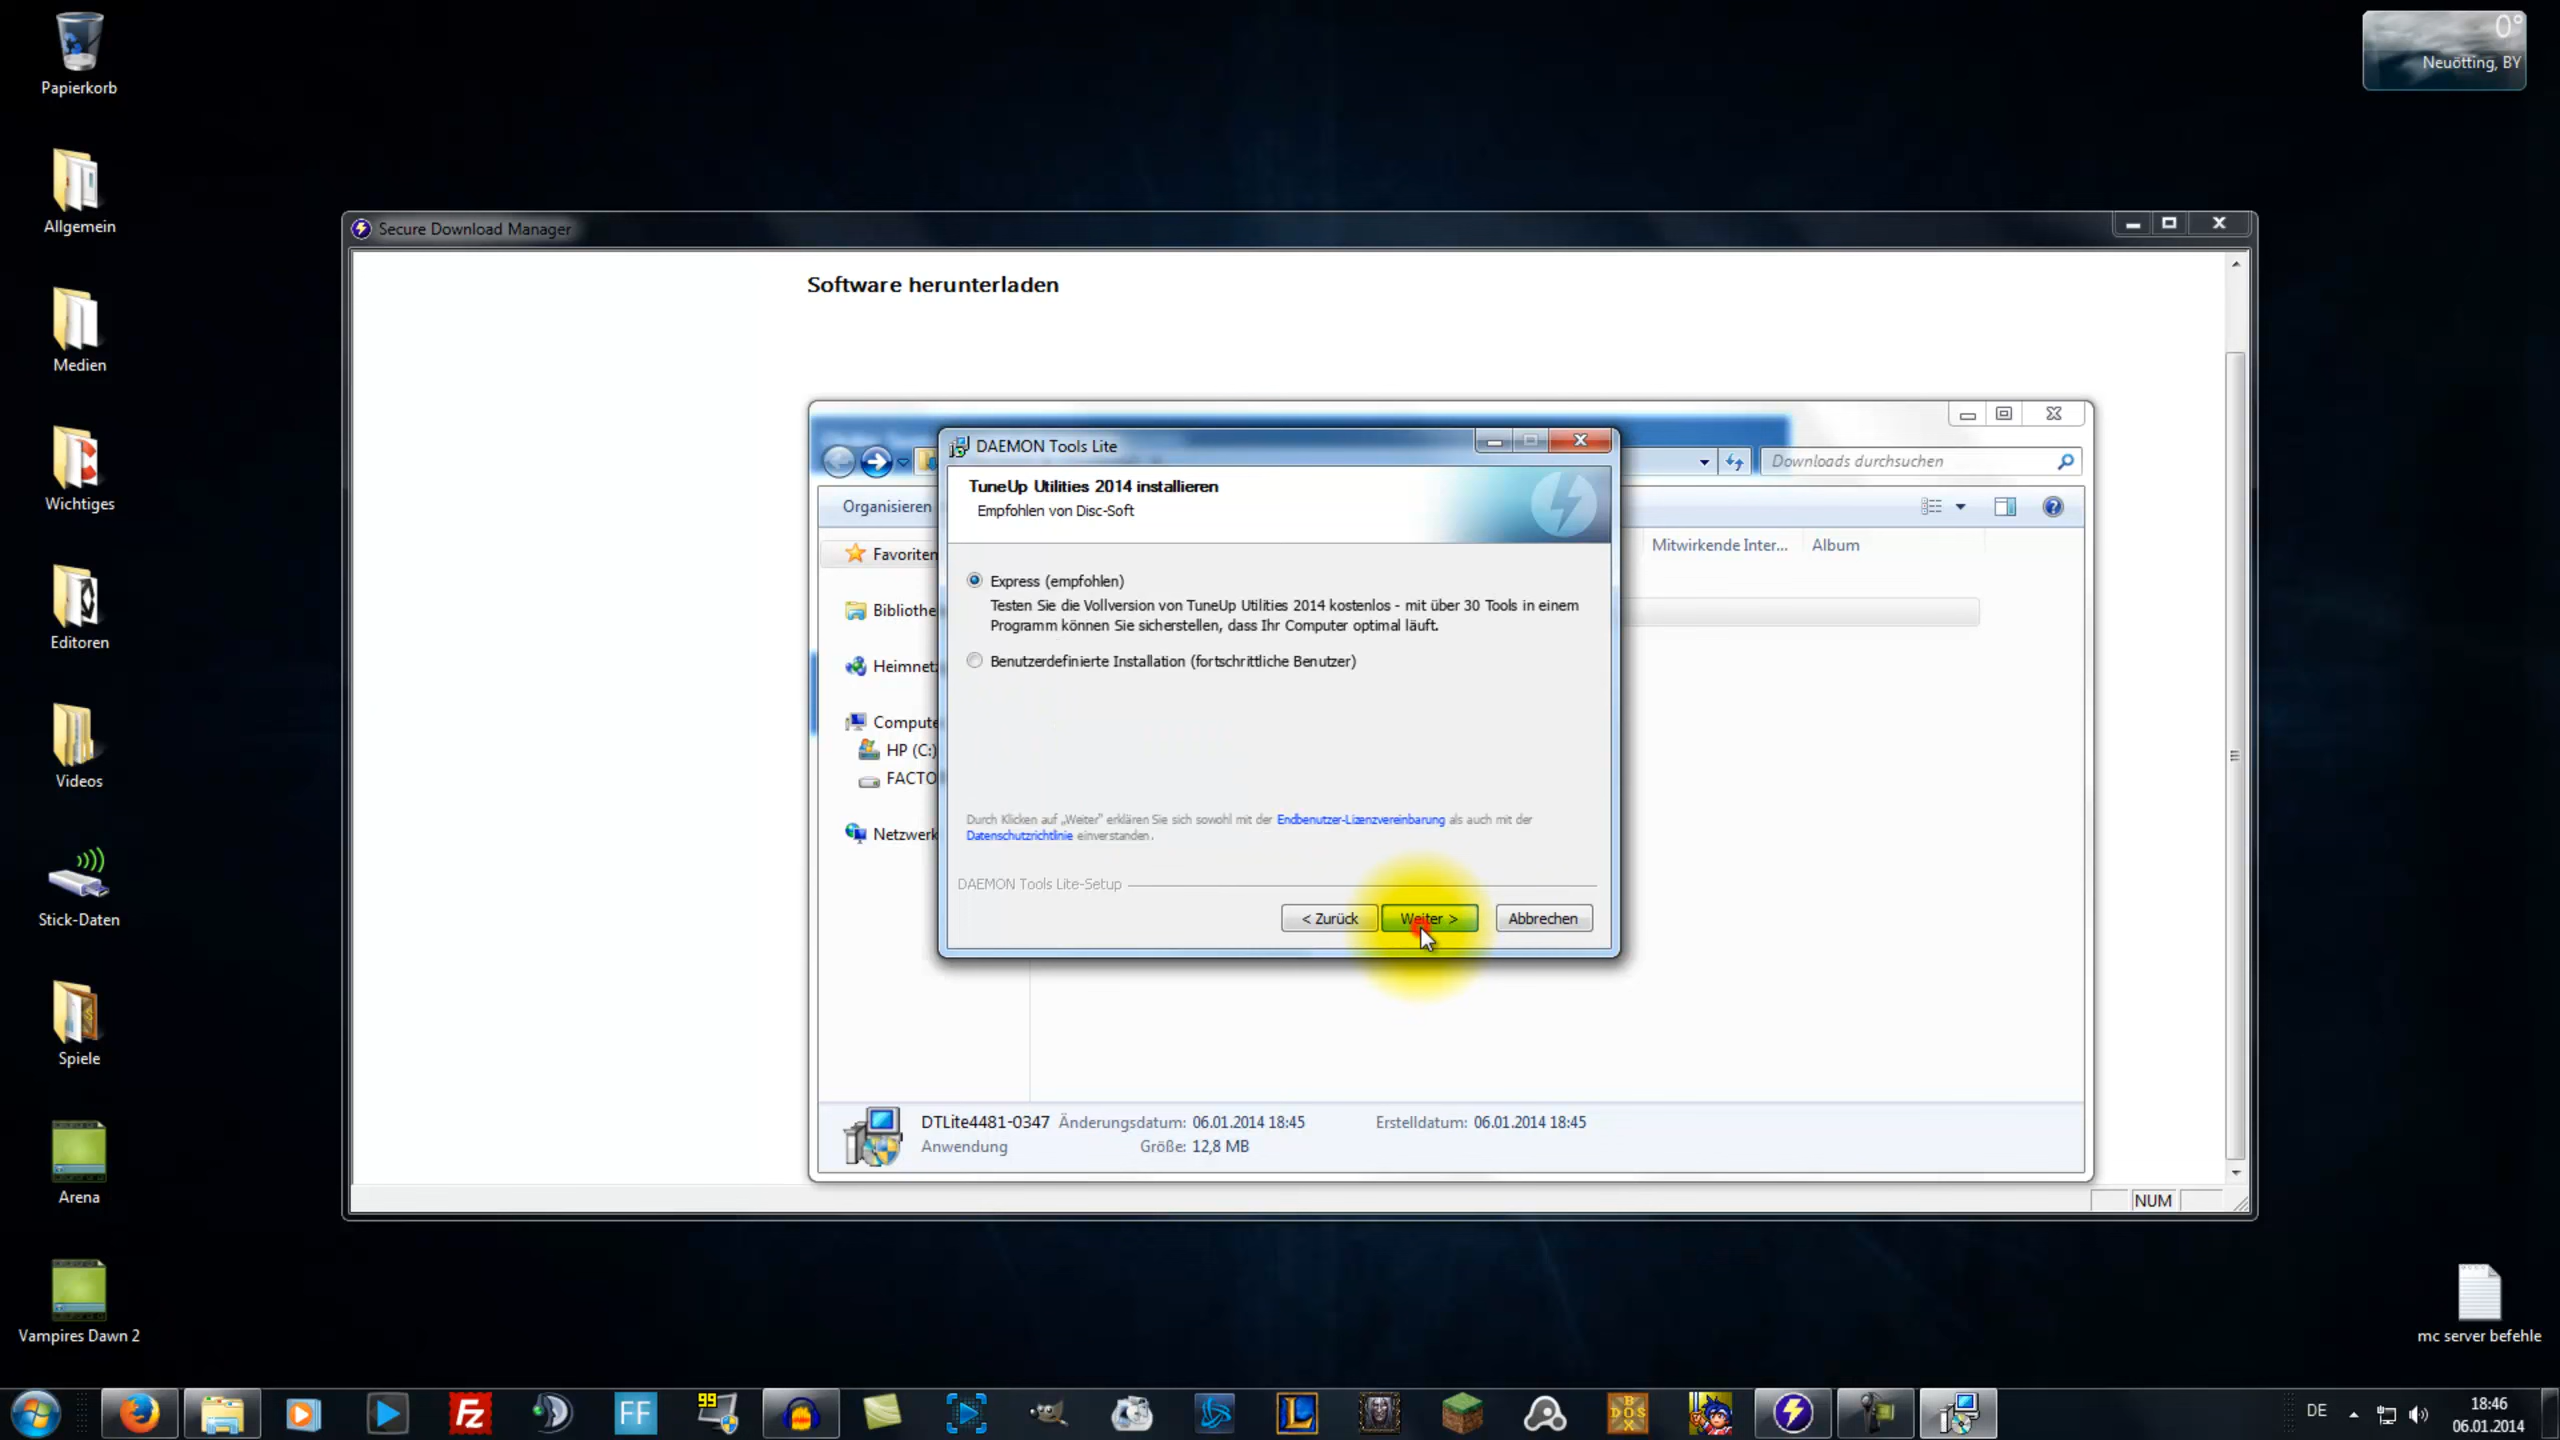 Papierkorb
Allgemein
Medien
Wichtiges
Editoren
Videos
Stick-Daten
Spiele
Arena
Vampires Dawn 2
0°
Neuötting, BY
Secure Download Manager
Software herunterladen
Downloads durchsuchen
Organisieren
Mitwirkende Inter...
Album
Favoriten
Heimnetz
HP (C:)
Netzwerk
DAEMON Tools Lite
TuneUp Utilities 2014 installieren
Empfohlen von Disc-Soft
Express (empfohlen)
Testen Sie die Vollversion von TuneUp Utilities 2014 kostenlos - mit über 30 Tools in einem
Programm können Sie sicherstellen, dass Ihr Computer optimal läuft.
Benutzerdefinierte Installation (fortschrittliche Benutzer)
Durch Klicken auf „Weiter" erklären Sie sich sowohl mit der Endbenutzer-Lizenzvereinbarung als auch mit der
Datenschutzrichtlinie einverstanden.
DAEMON Tools Lite-Setup
< Zurück
Weiter >
Abbrechen
DTLite4481-0347 Änderungsdatum: 06.01.2014 18:45 Erstelldatum: 06.01.2014 18:45
Anwendung Größe: 12,8 MB
NUM
mc server befehle
FF
99
DOS
DE
18:46
06.01.2014